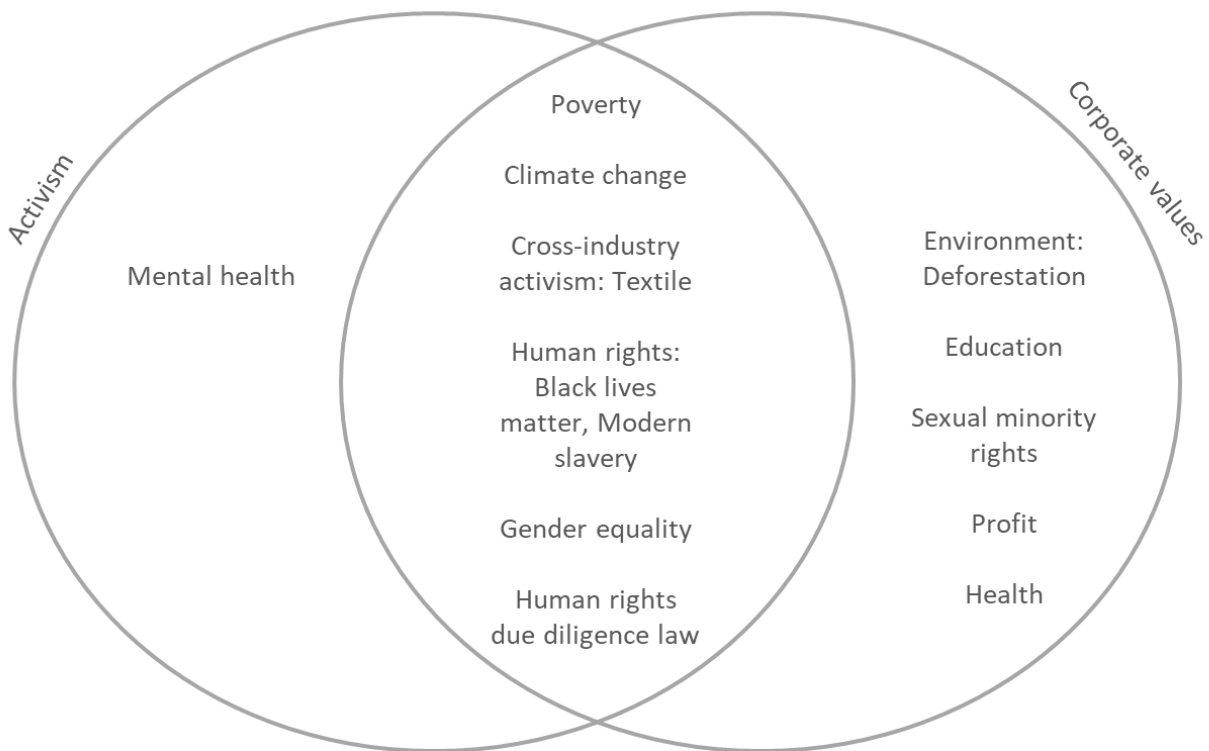 Activism
Mental health
Poverty
Climate change
Cross-industry
activism: Textile
Human rights:
Black lives
matter, Modern
slavery
Gender equality
Human rights
due diligence law
Corporate values
Environment:
Deforestation
Education
Sexual minority
rights
Profit
Health